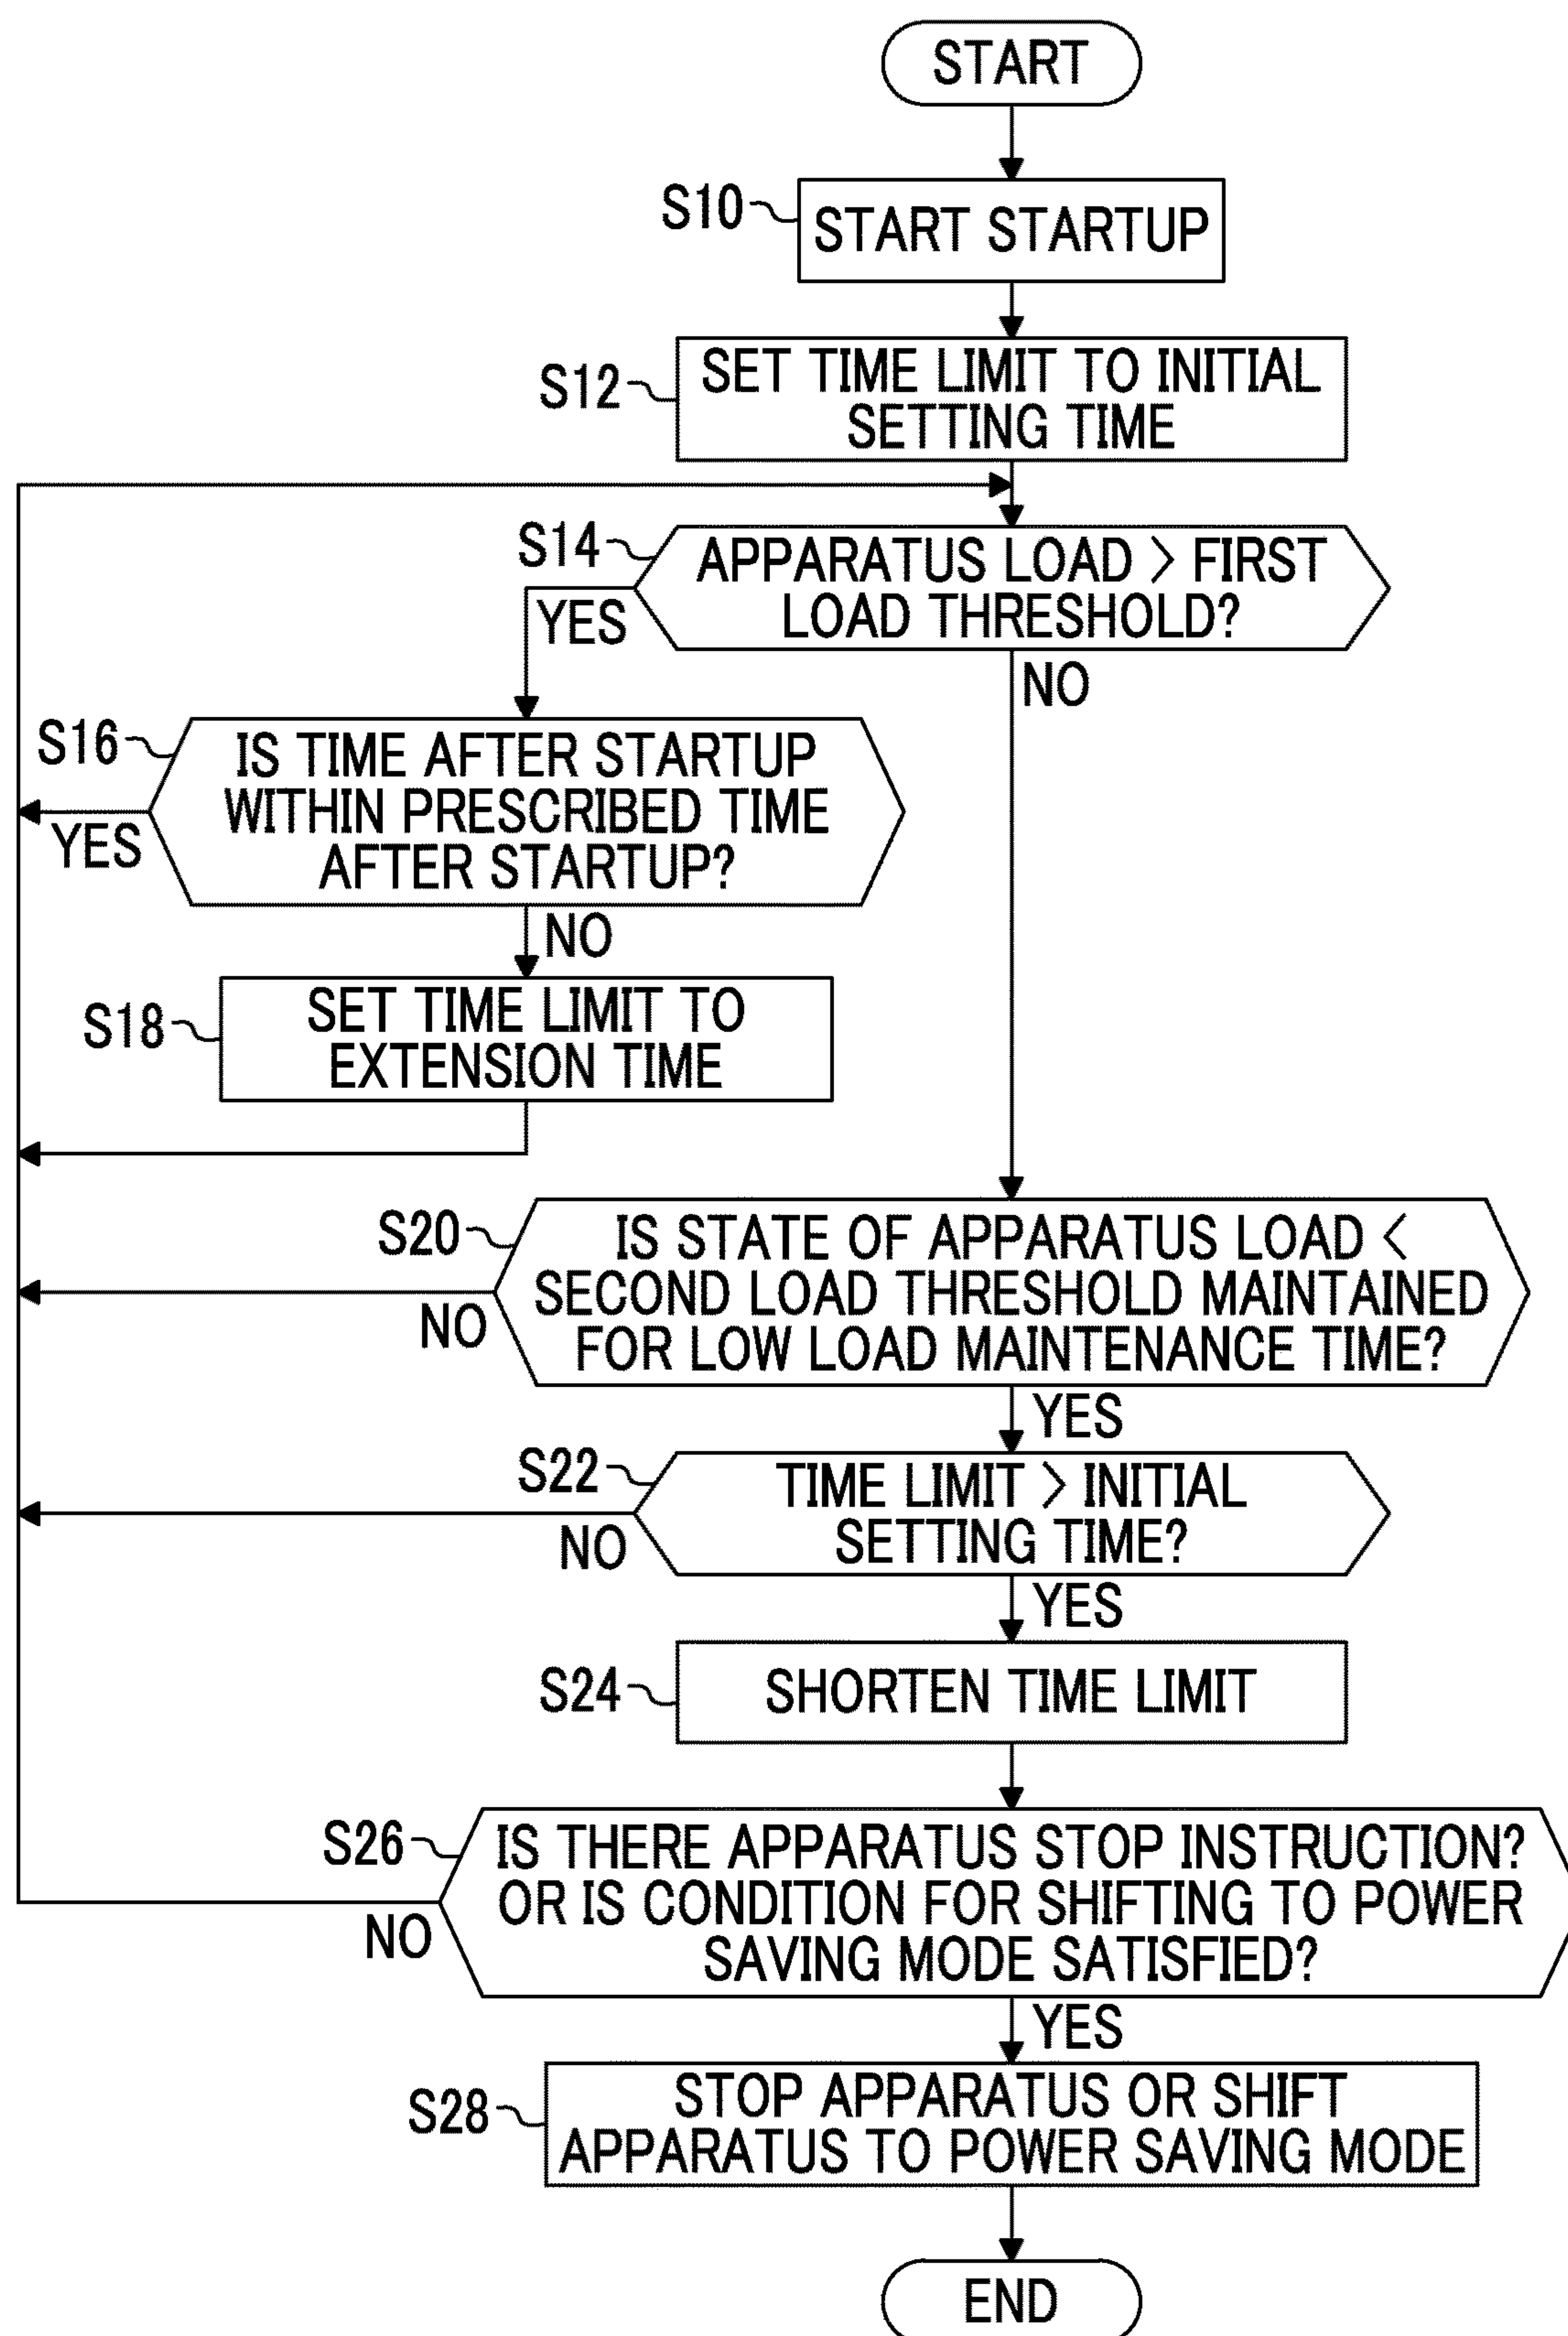 START
S10
START STARTUP
S12
SET TIME LIMIT TO INITIAL
SETTING TIME
S14
APPARATUS LOAD > FIRST
LOAD THRESHOLD?
YES
NO
S16
IS TIME AFTER STARTUP
WITHIN PRESCRIBED TIME
AFTER STARTUP?
YES
NO
S18
SET TIME LIMIT TO
EXTENSION TIME
S20
IS STATE OF APPARATUS LOAD <
SECOND LOAD THRESHOLD MAINTAINED
FOR LOW LOAD MAINTENANCE TIME?
NO
YES
S22
TIME LIMIT > INITIAL
SETTING TIME?
NO
YES
S24
SHORTEN TIME LIMIT
S26
IS THERE APPARATUS STOP INSTRUCTION?
OR IS CONDITION FOR SHIFTING TO POWER
SAVING MODE SATISFIED?
NO
YES
S28
STOP APPARATUS OR SHIFT
APPARATUS TO POWER SAVING MODE
END